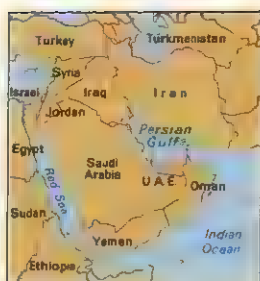 Turkey
Turkmenistan
Syria
Israel
Iraq
Iran
Jordan
Persian
Gulf
Egypt
Saudi
Arabia
U A E
Oman
Red Sea
Sudan
Yemen
Indian
Ocean
Ethiopia